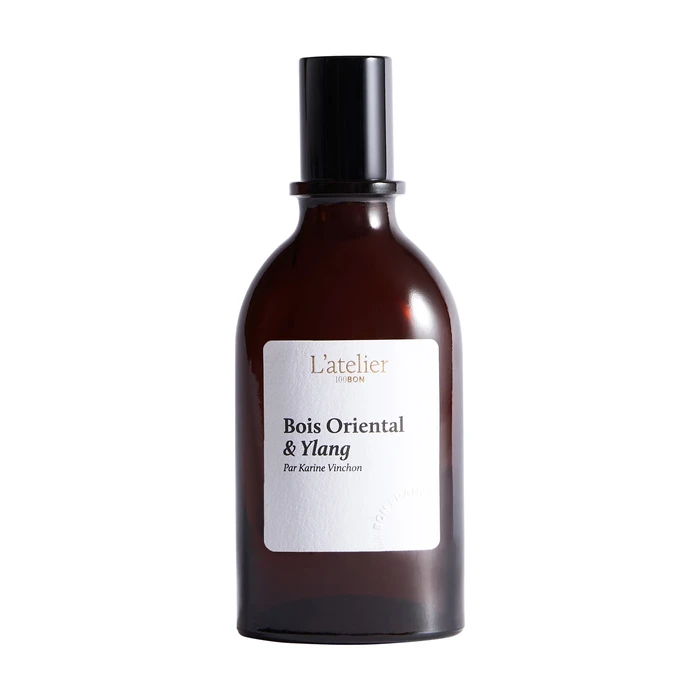 L'atelier
100BON
Bois Oriental
& Ylang
Par Karine Vinchon